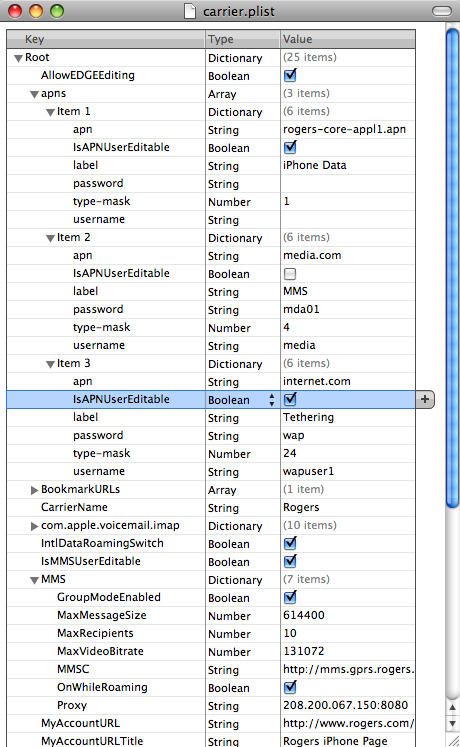 carrier.plist
Key Type Value
Root Dictionary (25 items)
AllowEDGEEditing Boolean
apns Array (3 items)
Item 1 Dictionary (6 items)
apn String rogers-core-appl1.apn
IsAPNUserEditable Boolean
label String iPhone Data
password String
type-mask Number 1
username String
Item 2 Dictionary (6 items)
apn String media.com
IsAPNUserEditable Boolean
label String MMS
password String mda01
type-mask Number 4
username String media
Item 3 Dictionary (6 items)
apn String internet.com
IsAPNUserEditable Boolean
label String Tethering
password String wap
type-mask Number 24
username String wapuser1
BookmarkURLs Array (1 item)
CarrierName String Rogers
com.apple.voicemail.imap Dictionary (10 items)
IntlDataRoamingSwitch Boolean
IsMMSUserEditable Boolean
MMS Dictionary (7 items)
GroupModeEnabled Boolean
MaxMessageSize Number 614400
MaxRecipients Number 10
MaxVideoBitrate Number 131072
MMSC String http://mms.gprs.rogers.
OnWhileRoaming Boolean
Proxy String 208.200.067.150:8080
MyAccountURL String http://www.rogers.com/
MyAccountURLTitle String Rogers iPhone Page